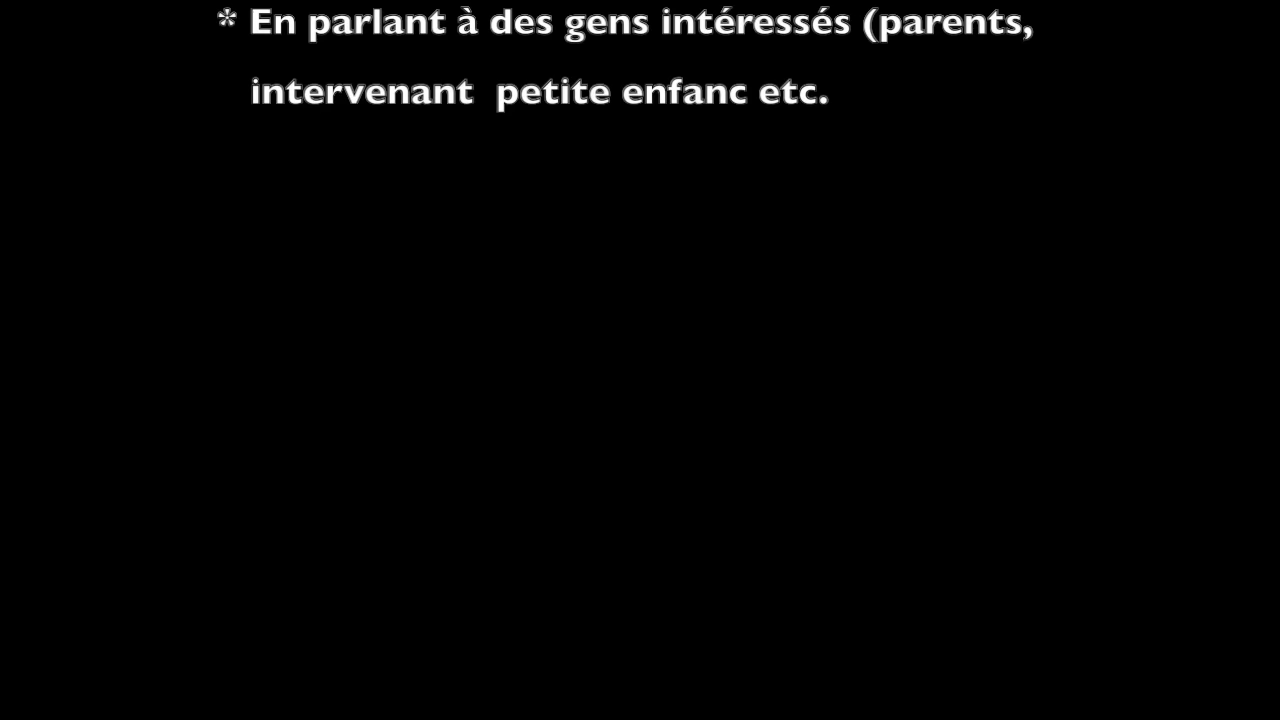 * En parlant à des gens intéressés (parents,
intervenant  petite enfanc etc.